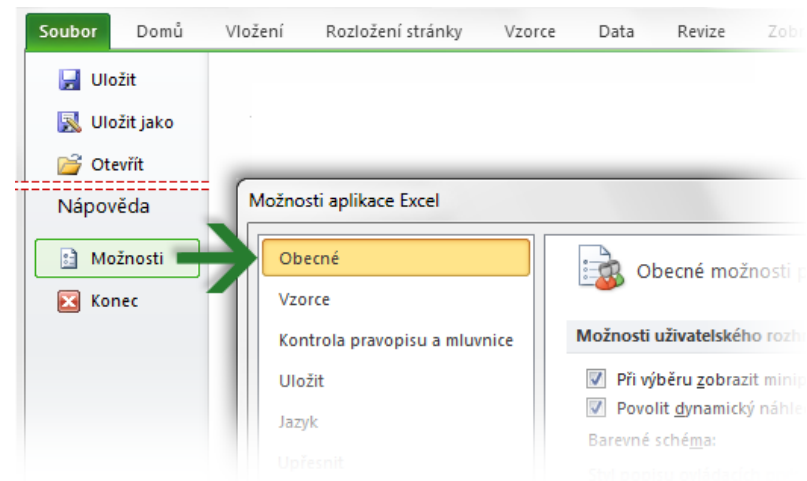 Soubor Domů Vložení Rozložení stránky Vzorce Data Revize
Uložit
Uložit jako
Otevřít
Nápověda
Možnosti
Konec
Možnosti aplikace Excel
Obecné
Vzorce
Kontrola pravopisu a mluvnice
Uložit
Jazyk
Upřesnit
Obecné možnosti
Možnosti uživatelského
Při výběru zobrazit
Povolit dynamický
Barevné schéma: